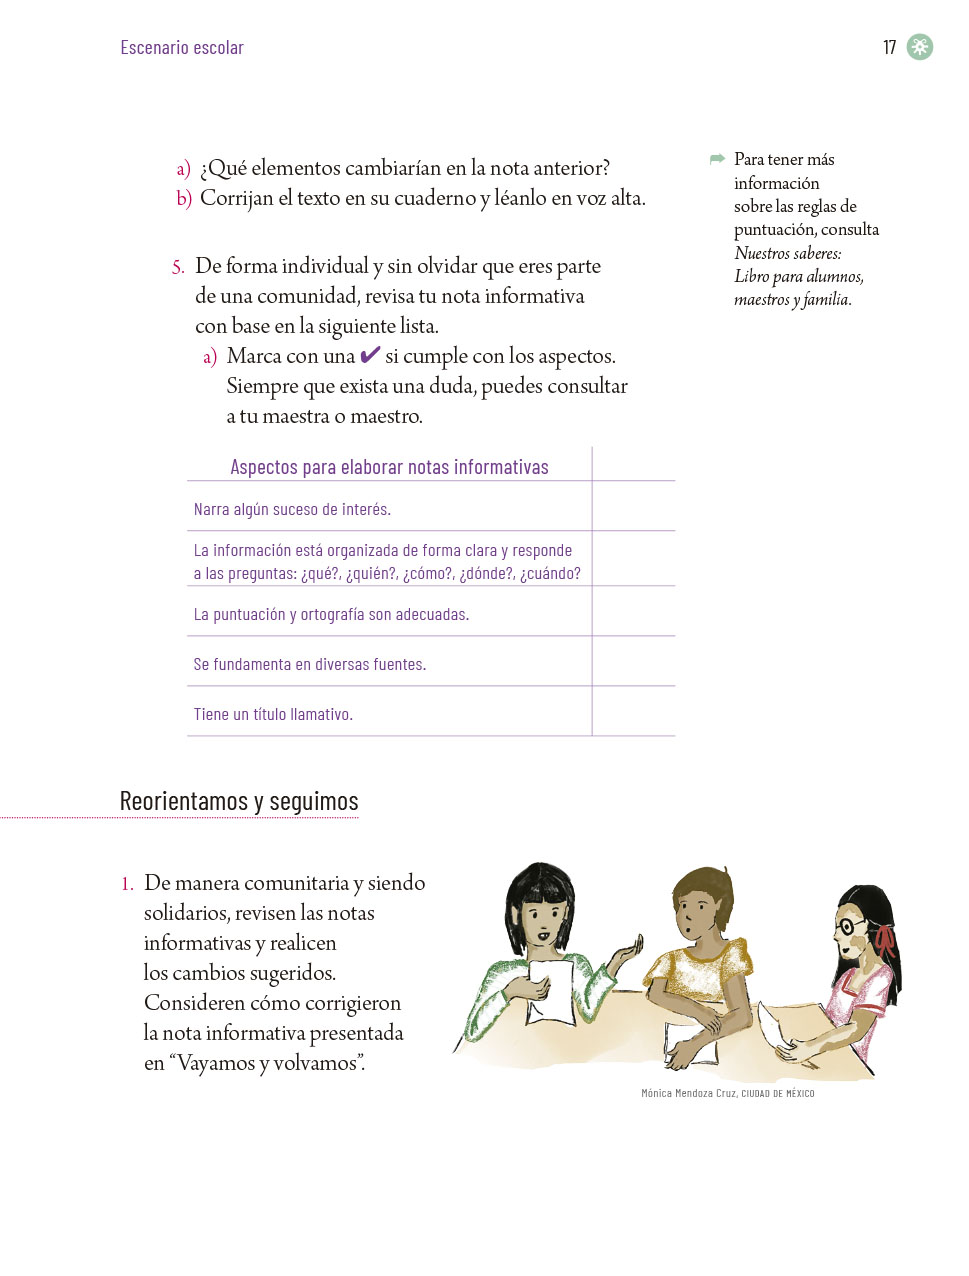 Escenario escolar
17
a) ¿Qué elementos cambiarían en la nota anterior?
b) Corrijan el texto en su cuaderno y léanlo en voz alta.
Para tener más
información
sobre las reglas de
puntuación, consulta
Nuestros saberes:
Libro para alumnos,
maestros y familia.
5. De forma individual y sin olvidar que eres parte
de una comunidad, revisa tu nota informativa
con base en la siguiente lista.
a) Marca con una ✔ si cumple con los aspectos.
Siempre que exista una duda, puedes consultar
a tu maestra o maestro.
Aspectos para elaborar notas informativas
Narra algún suceso de interés.
La información está organizada de forma clara y responde
a las preguntas: ¿qué?, ¿quién?, ¿cómo?, ¿dónde?, ¿cuándo?
La puntuación y ortografía son adecuadas.
Se fundamenta en diversas fuentes.
Tiene un título llamativo.
Reorientamos y seguimos
1. De manera comunitaria y siendo
solidarios, revisen las notas
informativas y realicen
los cambios sugeridos.
Consideren cómo corrigieron
la nota informativa presentada
en “Vayamos y volvamos”.
Mónica Mendoza Cruz, CIUDAD DE MÉXICO